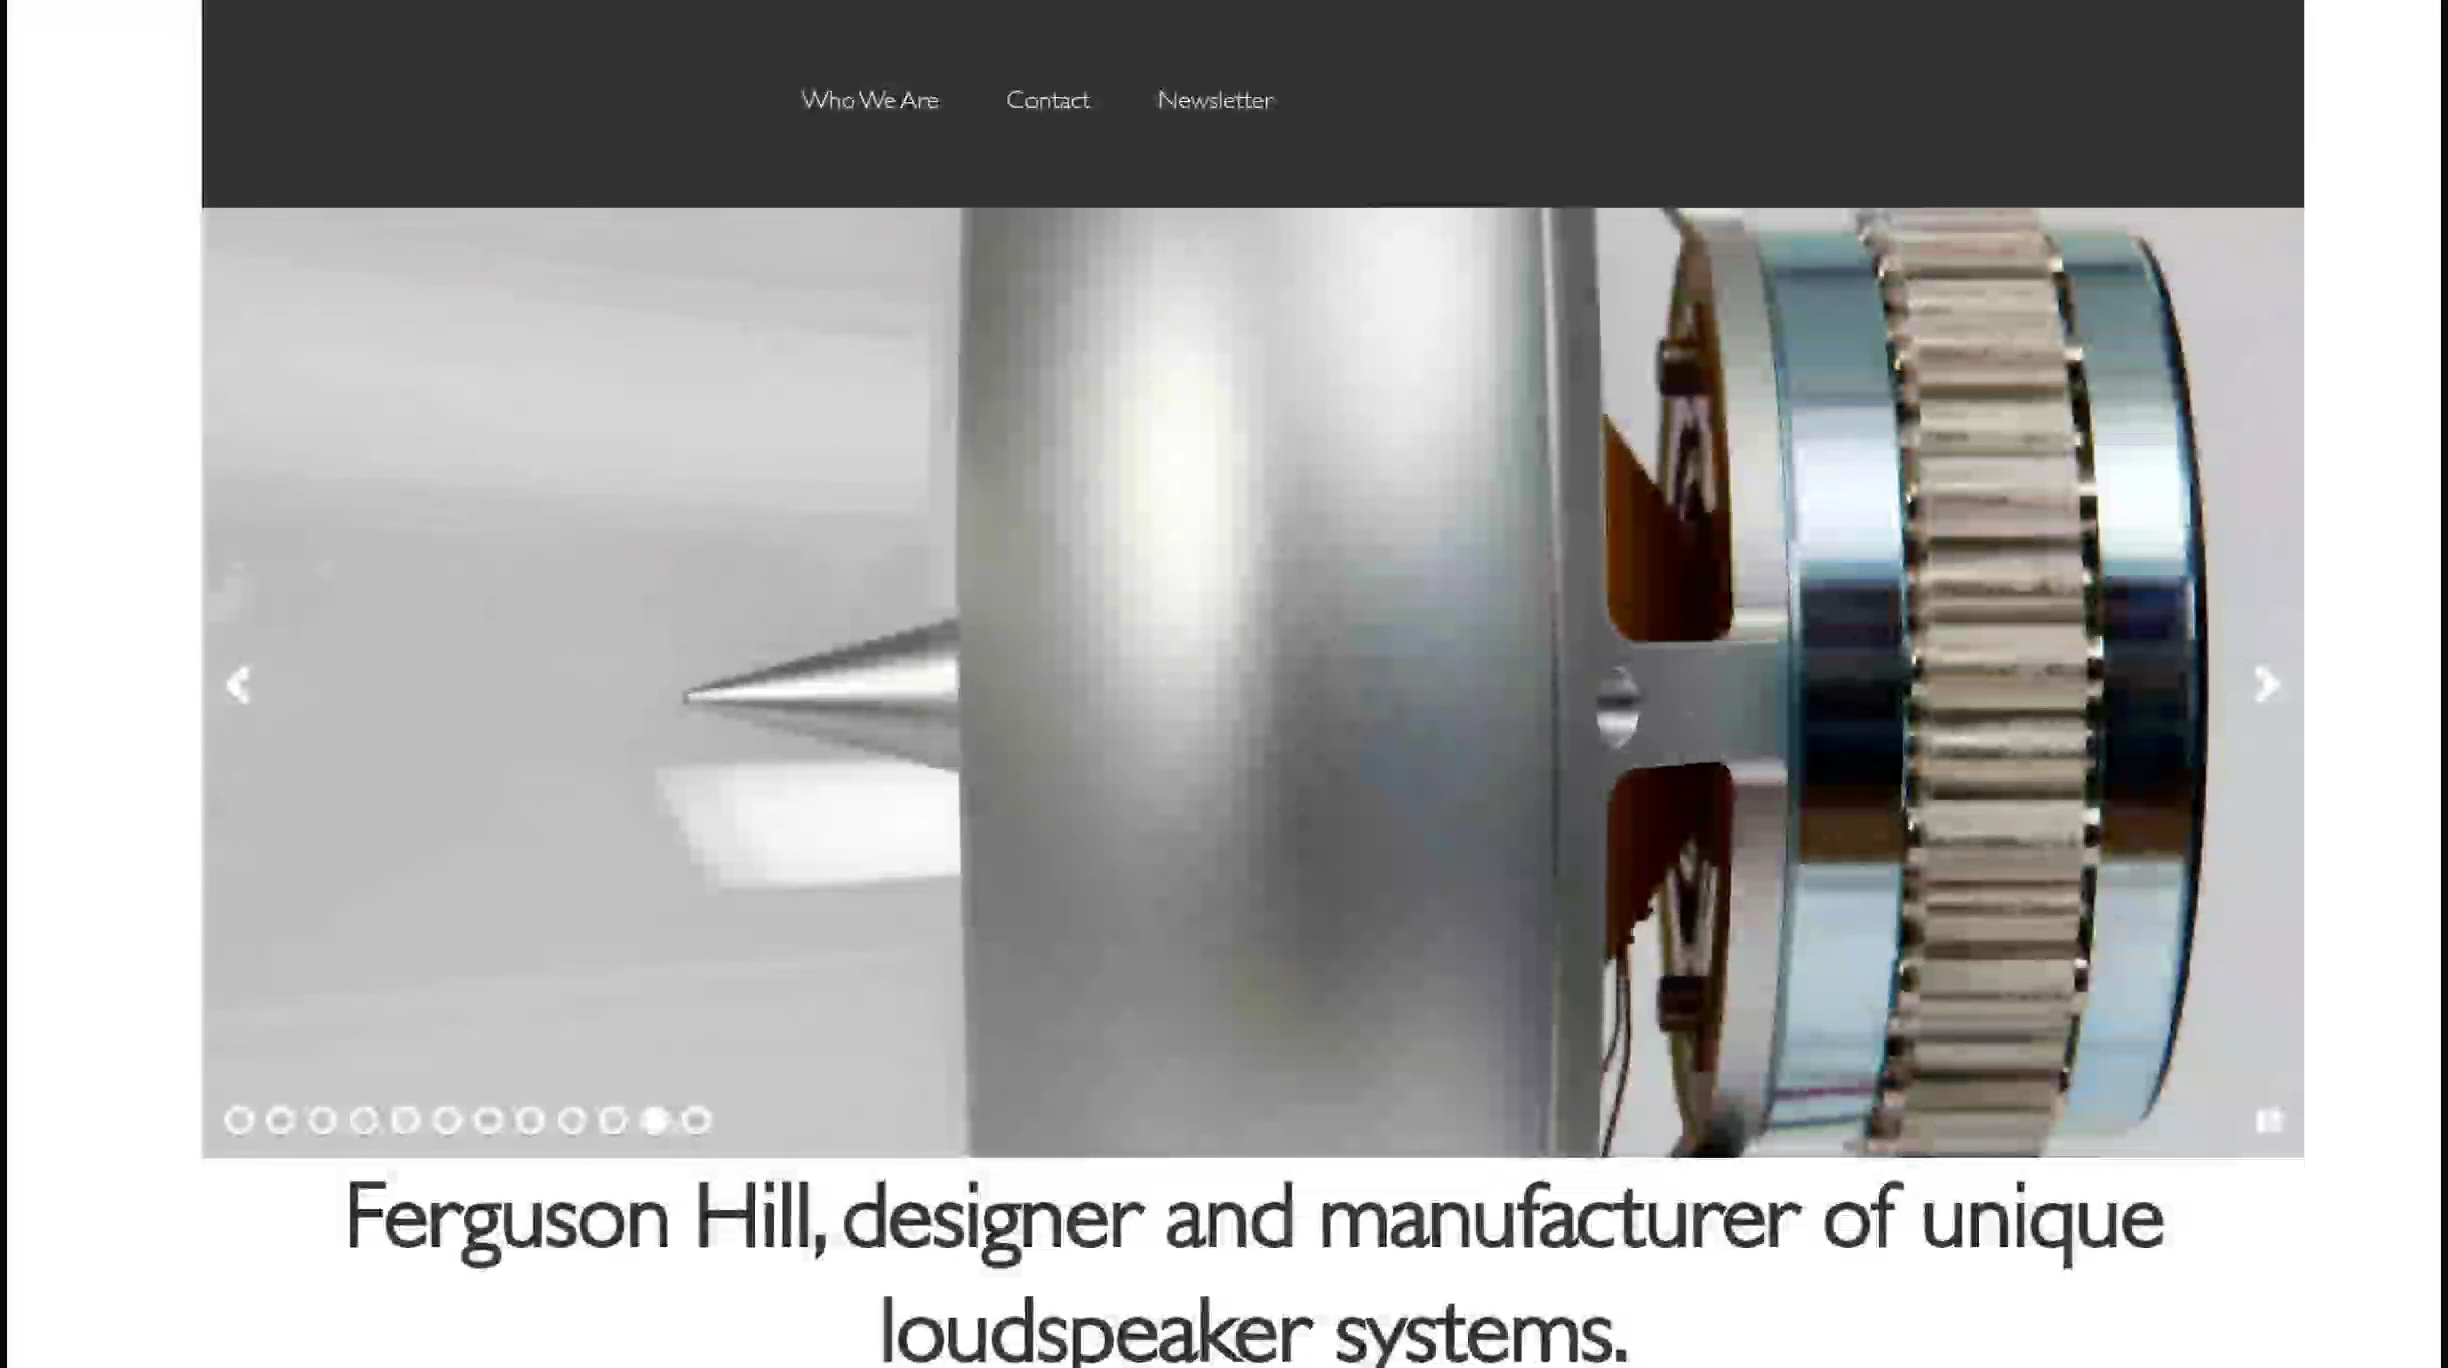 Who We Are Contact Newsletter
Ferguson Hill, designer and manufacturer of unique
loudspeaker systems.